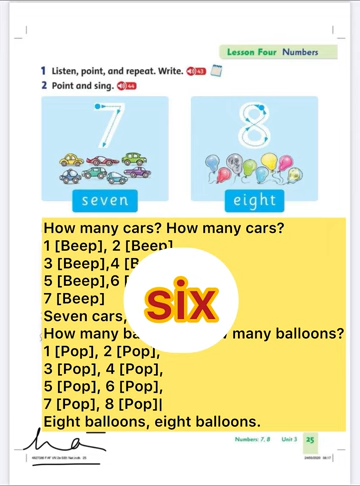 Lesson Four Numbers
1 Listen, point, and repeat. Write. 43
2 Point and sing. 44
7
8
seven
eight
How many cars? How many cars?
1 [Beep], 2 [Beep]
3 [Beep],4 [B
5 [Beep],6 [
7 [Beep]
Seven cars,
six
How many ba many balloons?
1 [Pop], 2 [Pop],
3 [Pop], 4 [Pop],
5 [Pop], 6 [Pop],
7 [Pop], 8 [Pop]
Eight balloons, eight balloons.
Numbers: 7, 8 Unit 3 25